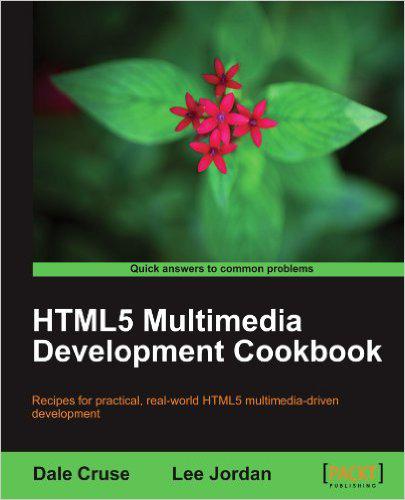 Quick answers to common problems
HTML5 Multimedia
Development Cookbook
Recipes for practical, real-world HTML5 multimedia-driven
development
Dale Cruse Lee Jordan
[PACKT]
PUBLISHING